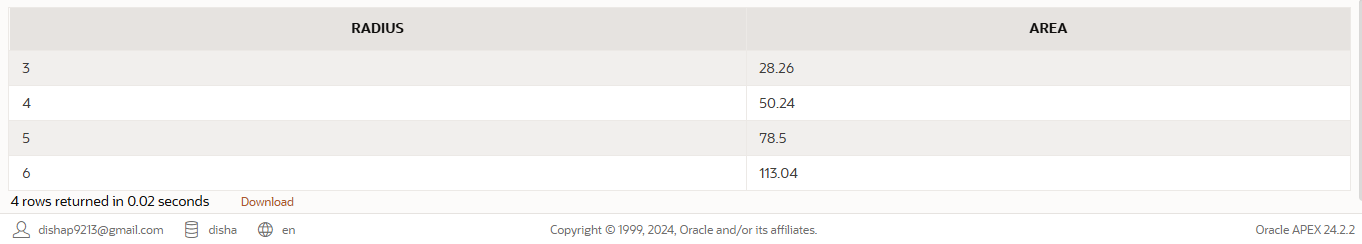 RADIUS AREA
3 28.26
4 50.24
5 78.5
6 113.04
4 rows returned in 0.02 seconds Download
dishap9213@gmail.com disha en Copyright © 1999, 2024, Oracle and/or its affiliates. Oracle APEX 24.2.2